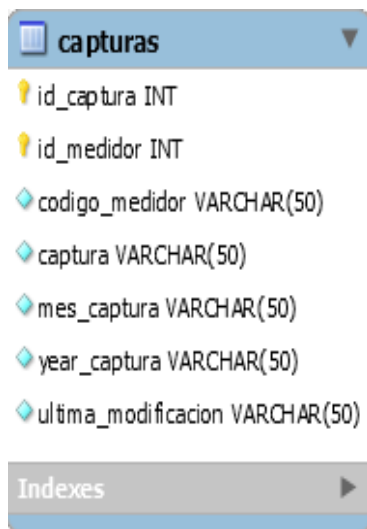 capturas
id_captura INT
id_medidor INT
codigo_medidor VARCHAR(50)
captura VARCHAR(50)
mes_captura VARCHAR(50)
year_captura VARCHAR(50)
ultima_modificacion VARCHAR(50)
Indexes